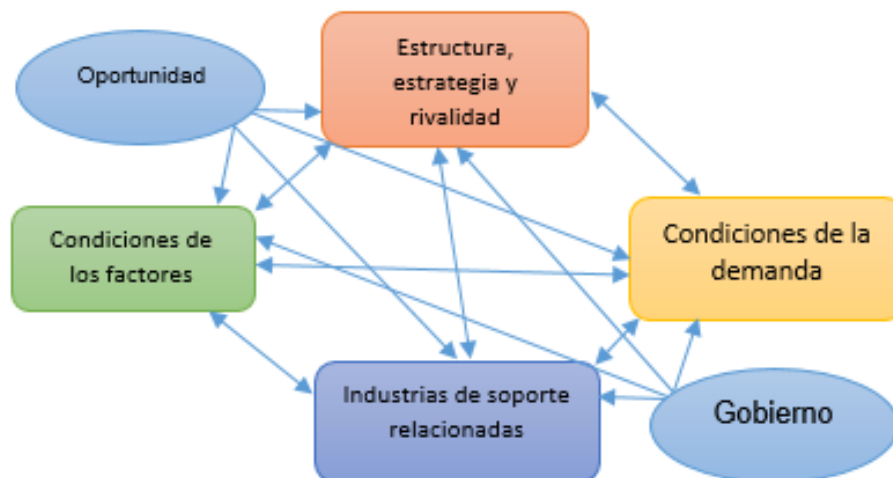 Oportunidad
Estructura,
estrategia y
rivalidad
Condiciones de
los factores
Condiciones de la
demanda
Industrias de soporte
relacionadas
Gobierno